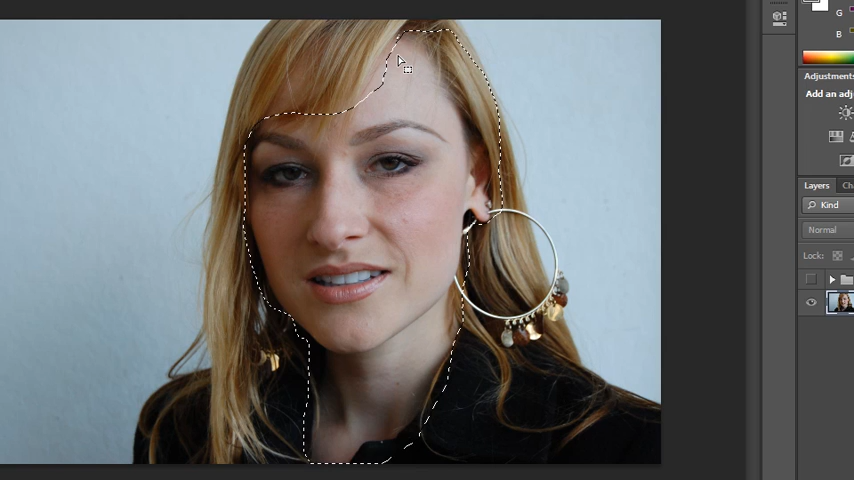 G
B
Adjustments
Add an adj
Layers
Ch
Kind
Normal
Lock: